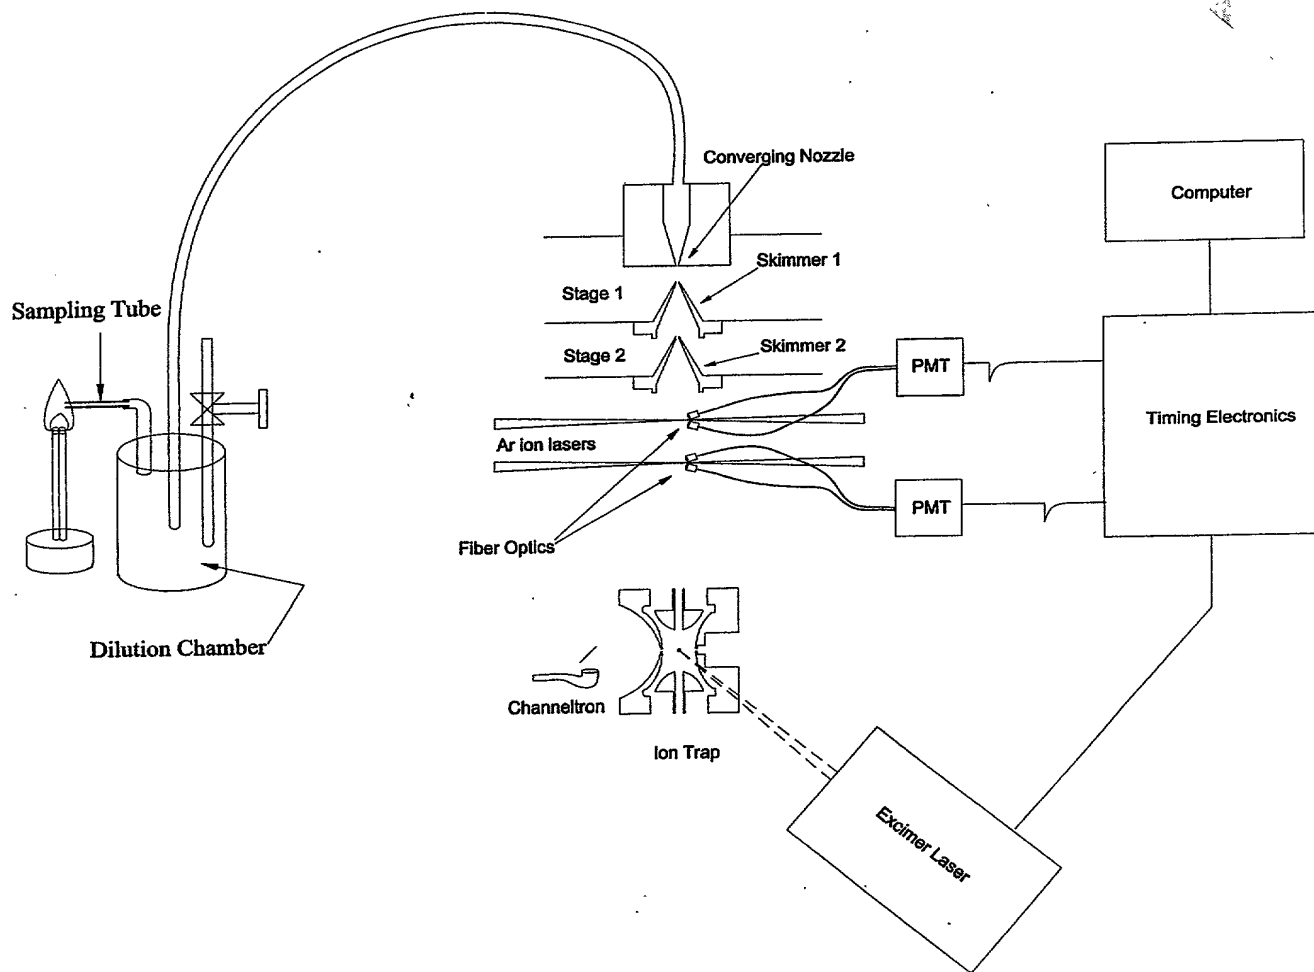 Converging Nozzle
Computer
Skimmer 1
Stage 1
Sampling Tube
Skimmer 2
Stage 2
PMT
Timing Electronics
Ar ion lasers
PMT
Fiber Optics
Dilution Chamber
Channeltron
Ion Trap
Excimer Laser